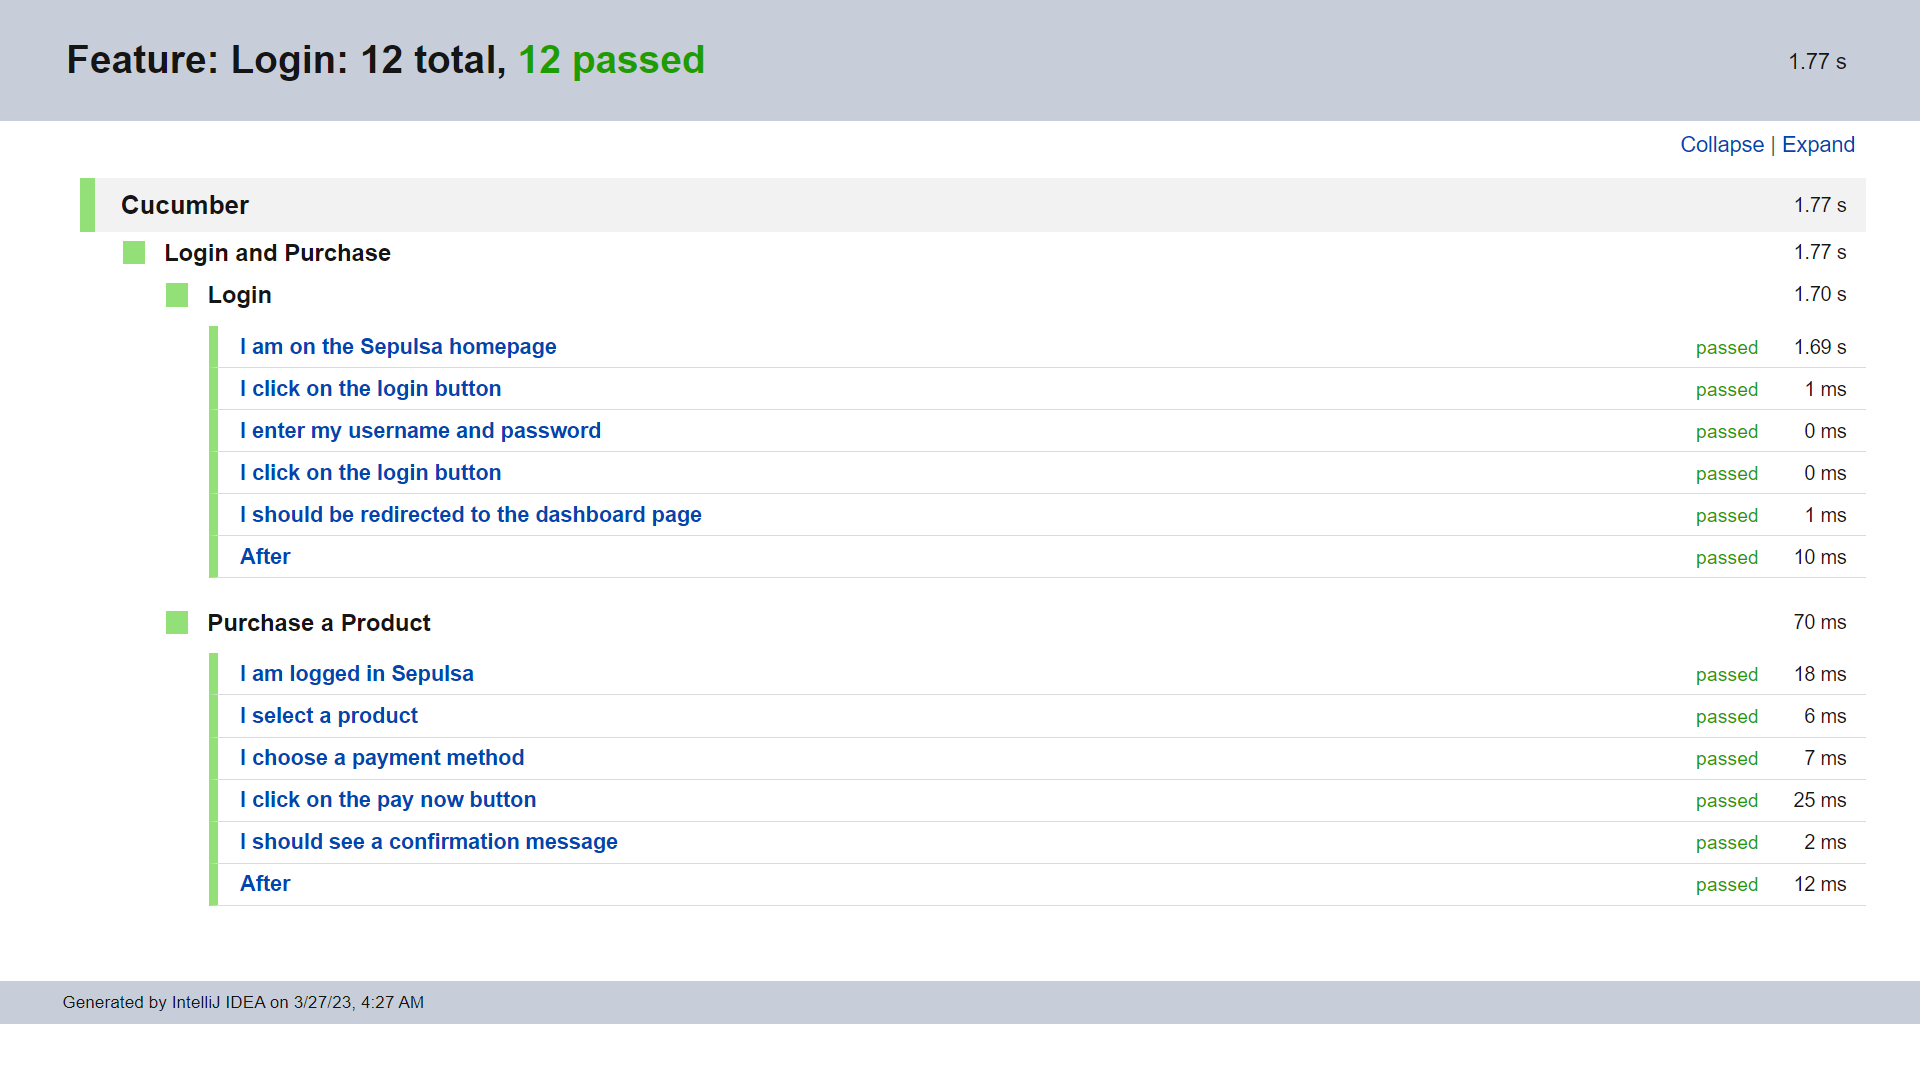 Feature: Login: 12 total, 12 passed 1.77 s
Collapse | Expand
Cucumber 1.77 s
Login and Purchase 1.77 s
Login 1.70 s
I am on the Sepulsa homepage passed 1.69 s
I click on the login button passed 1 ms
I enter my username and password passed 0 ms
I click on the login button passed 0 ms
I should be redirected to the dashboard page passed 1 ms
After passed 10 ms
Purchase a Product 70 ms
I am logged in Sepulsa passed 18 ms
I select a product passed 6 ms
I choose a payment method passed 7 ms
I click on the pay now button passed 25 ms
I should see a confirmation message passed 2 ms
After passed 12 ms
Generated by IntelliJ IDEA on 3/27/23, 4:27 AM